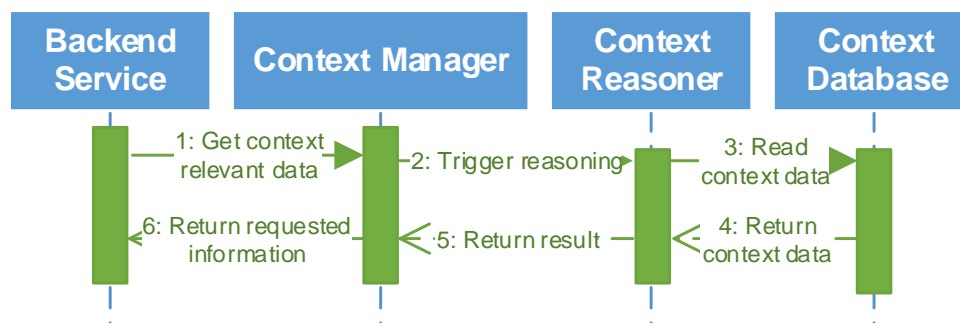 Backend
Service
Context Manager
Context
Reasoner
Context
Database
1: Get context
relevant data
2: Trigger reasoning
3: Read
context data
6: Return requested
information
5: Return result
4: Return
context data